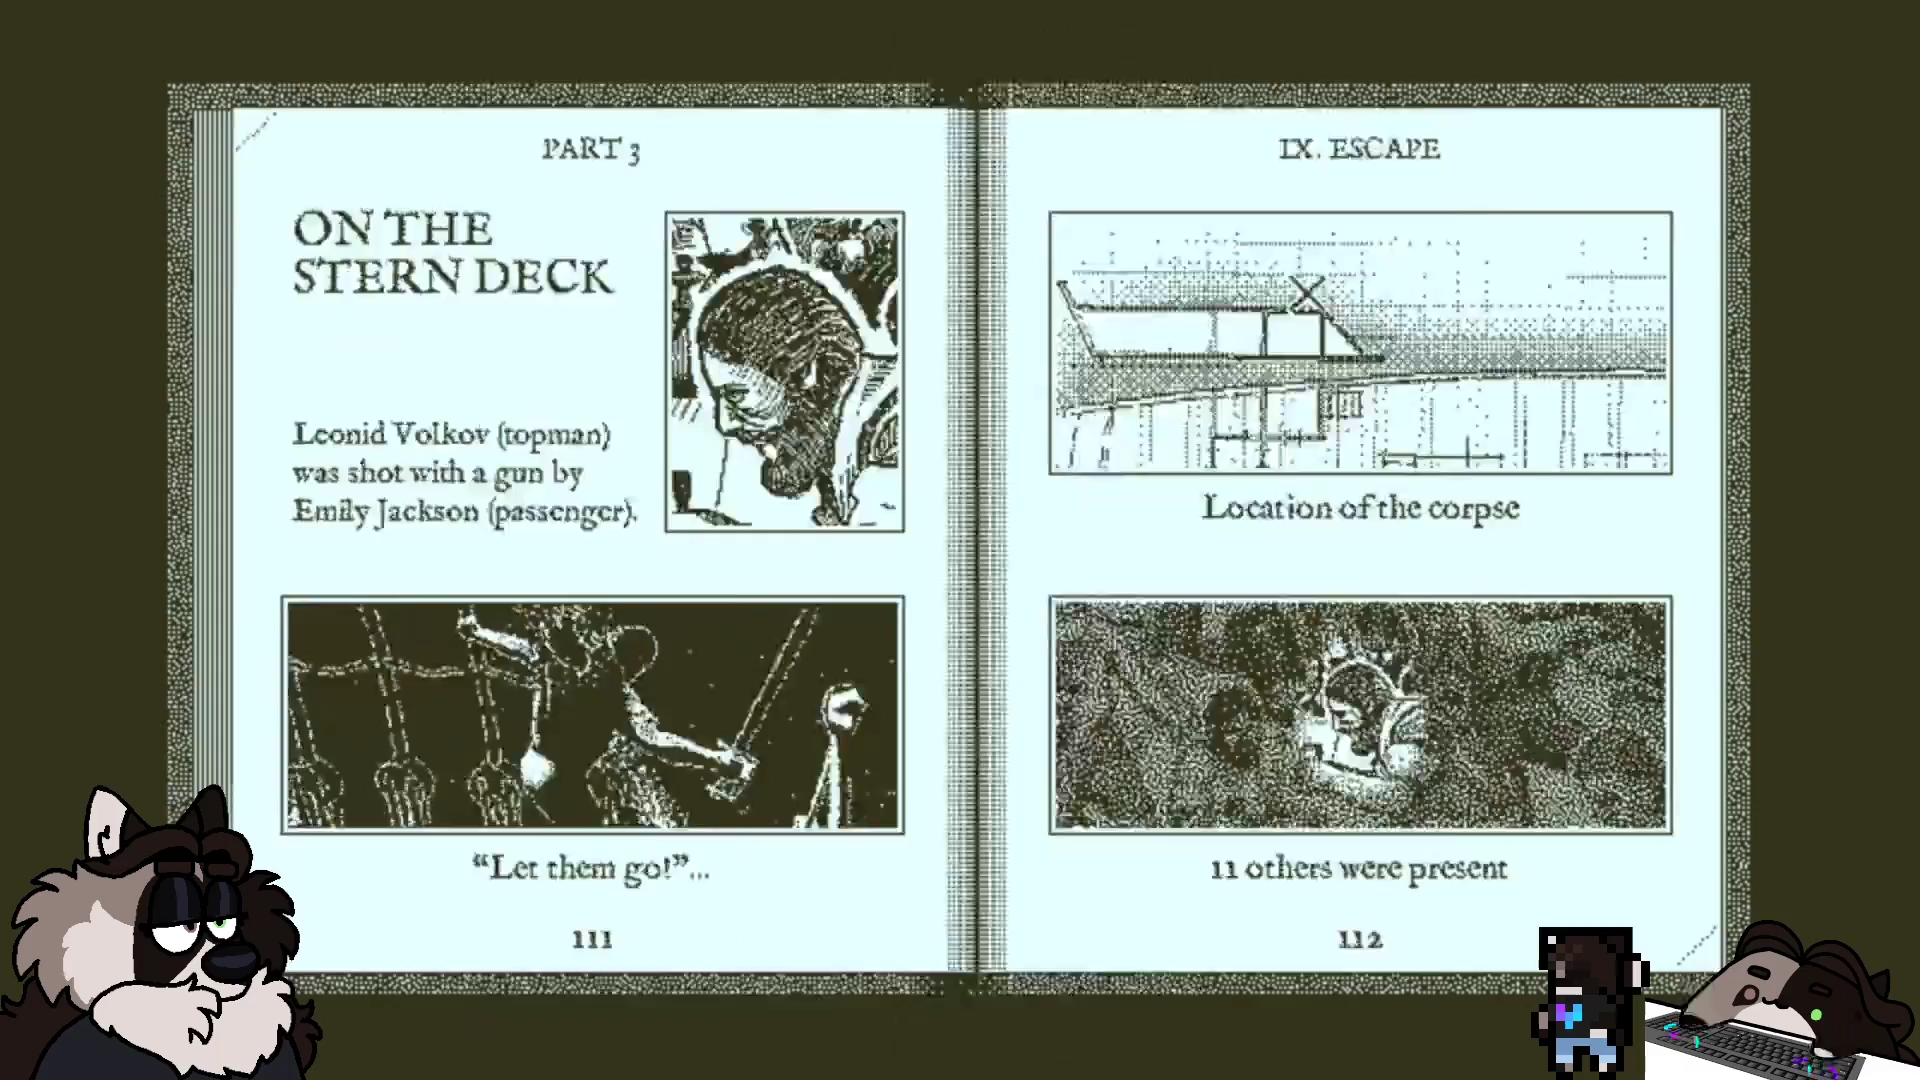 PART 3
ON THE
STERN DECK
Leonid Volkov (topman)
was shot with a gun by
Emily Jackson (passenger).
"Let them go!"...
111
IX. ESCAPE
Location of the corpse
11 others were present
112